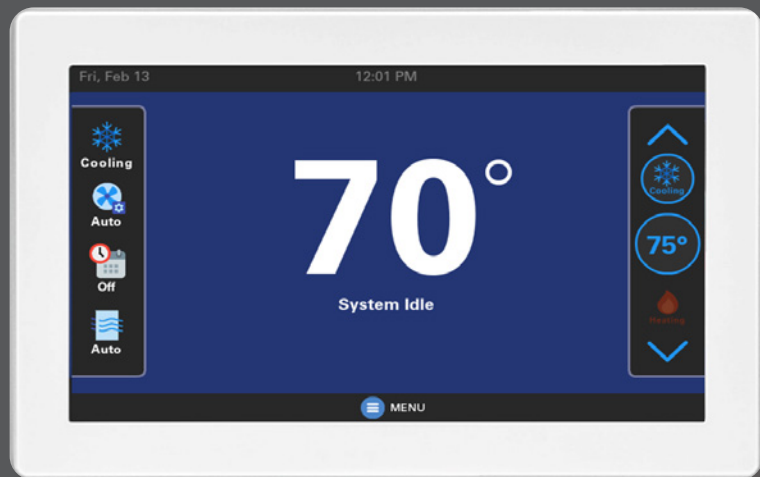 Fri, Feb 13
12:01 PM
Cooling
Auto
Off
Auto
70°
System Idle
Cooling
75°
Heating
MENU